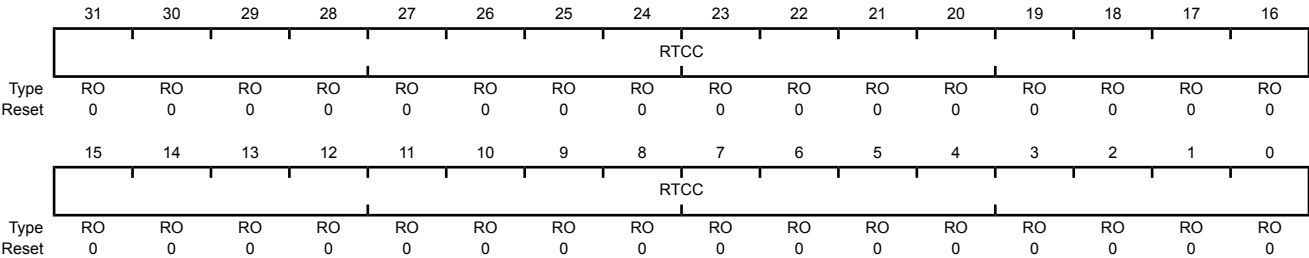 31 30 29 28 27 26 25 24 23 22 21 20 19 18 17 16
RTCC
Type RO RO RO RO RO RO RO RO RO RO RO RO RO RO RO RO
Reset 0 0 0 0 0 0 0 0 0 0 0 0 0 0 0 0
15 14 13 12 11 10 9 8 7 6 5 4 3 2 1 0
RTCC
Type RO RO RO RO RO RO RO RO RO RO RO RO RO RO RO RO
Reset 0 0 0 0 0 0 0 0 0 0 0 0 0 0 0 0